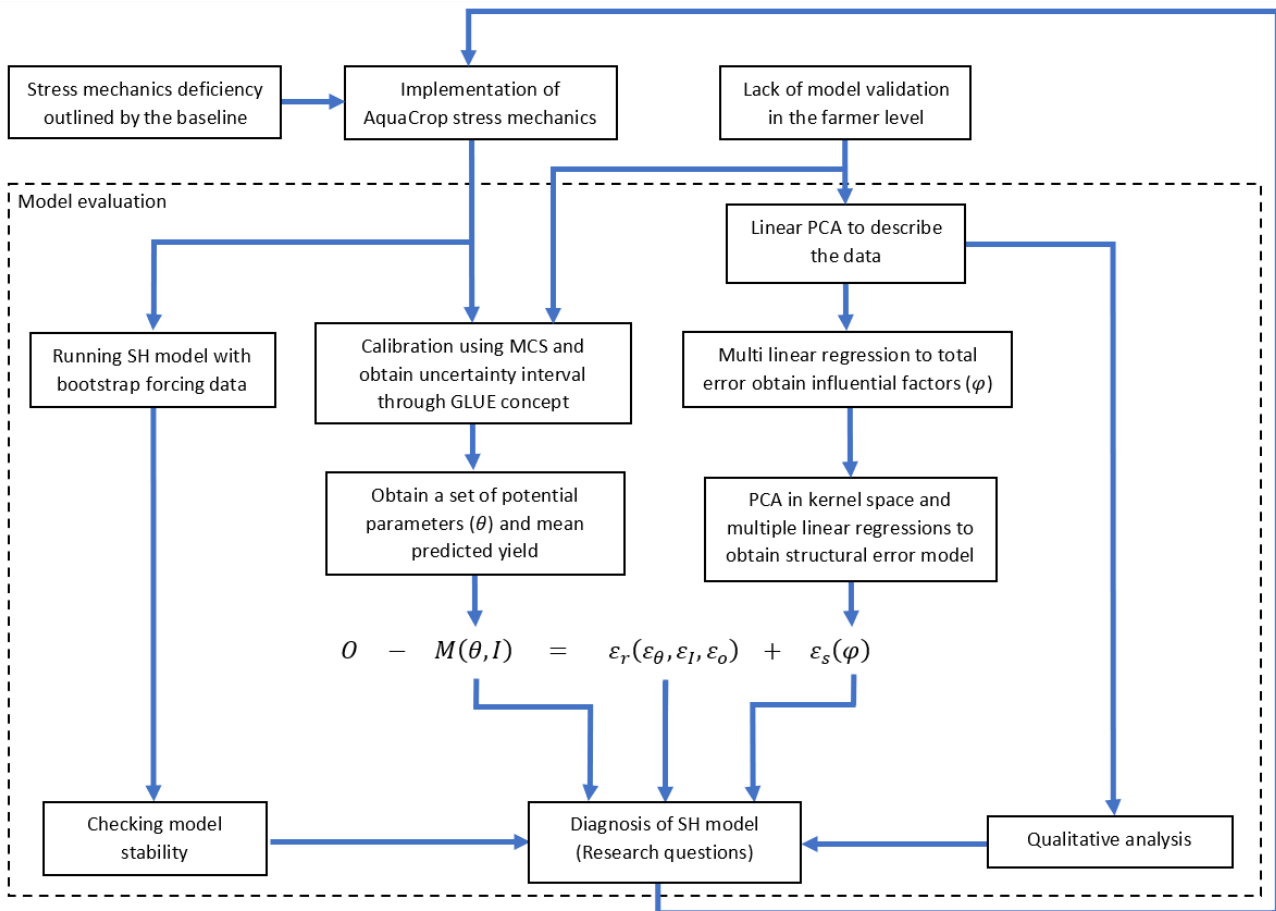 Stress mechanics deficiency
outlined by the baseline
Implementation of
AquaCrop stress mechanics
Lack of model validation
in the farmer level
Model evaluation
Linear PCA to describe
the data
Running SH model with
bootstrap forcing data
Calibration using MCS and
obtain uncertainty interval
through GLUE concept
Multi linear regression to total
error obtain influential factors (φ)
Obtain a set of potential
parameters (θ) and mean
predicted yield
PCA in kernel space and
multiple linear regressions to
obtain structural error model
O − M(θ,I) = ε_r(ε_θ,ε_I,ε_o) + ε_s(φ)
Checking model
stability
Diagnosis of SH model
(Research questions)
Qualitative analysis